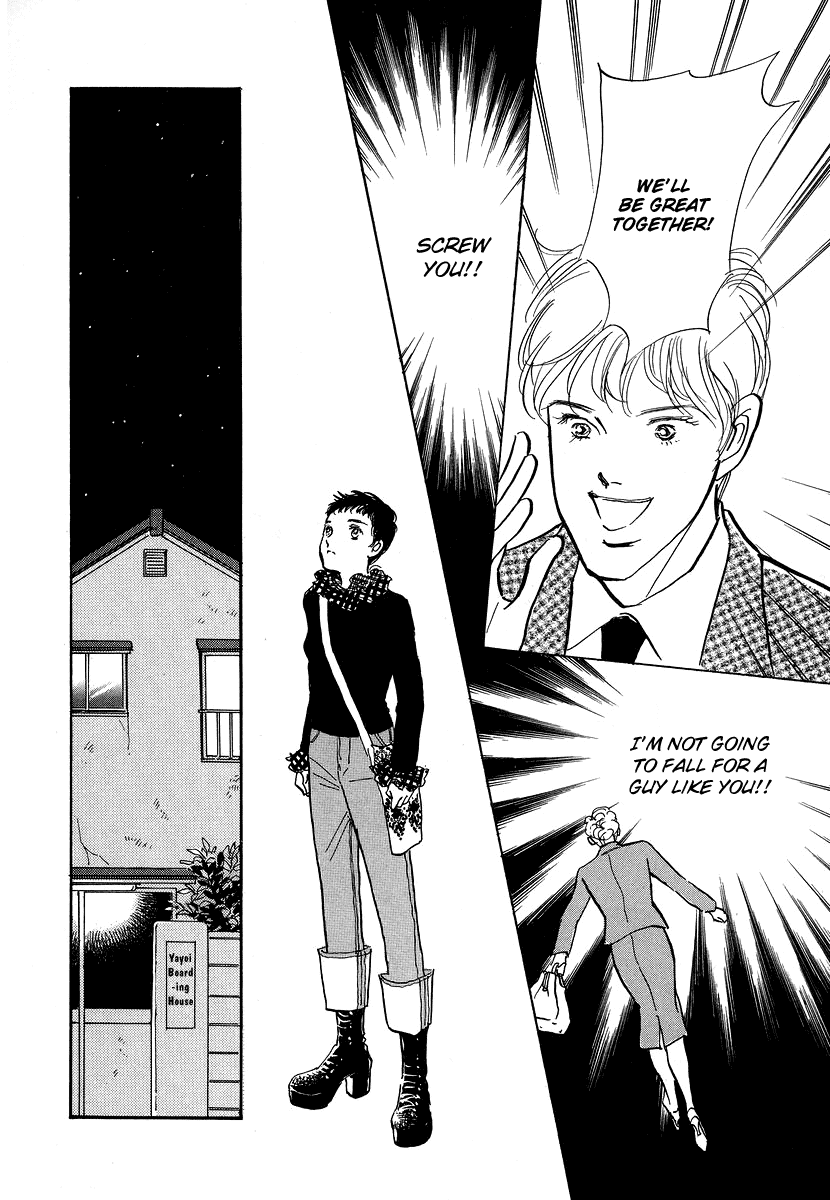 WE'LL
BE GREAT
TOGETHER!
SCREW
YOU!!
I'M NOT GOING
TO FALL FOR A
GUY LIKE YOU!!
Yayoi
Board
-ing
House